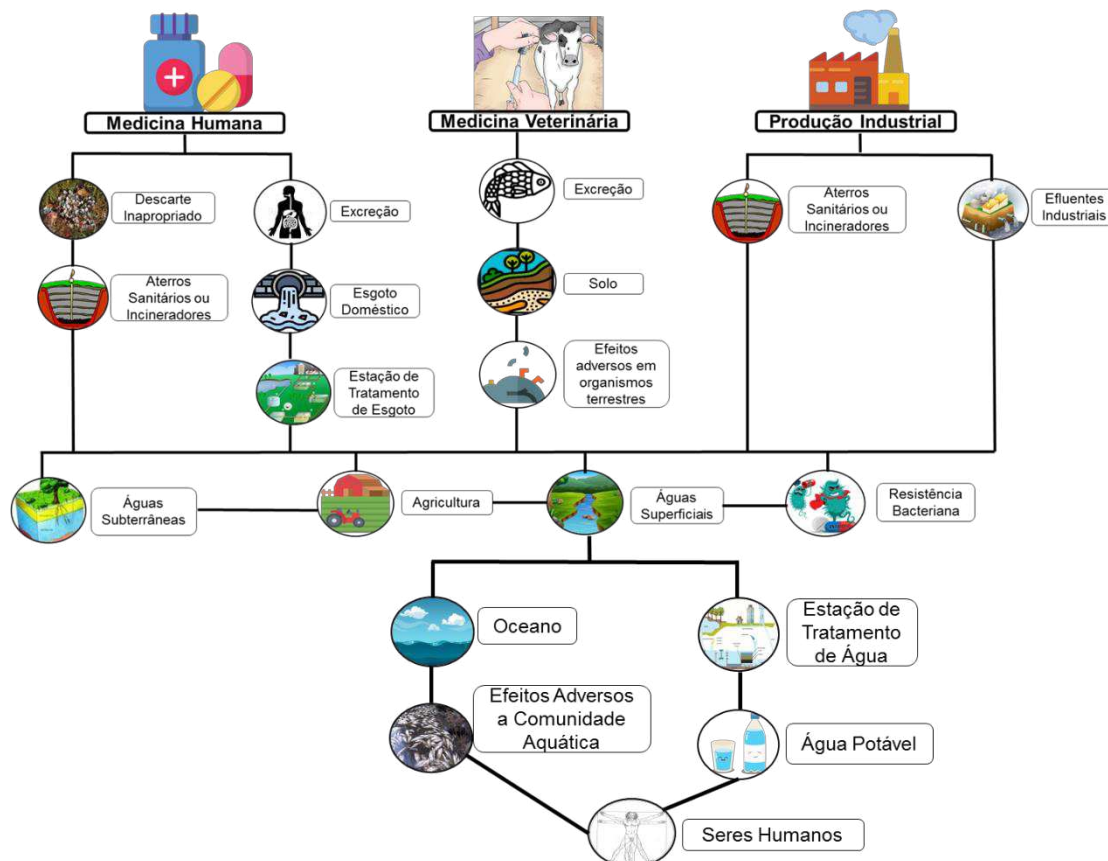 Medicina Humana
Medicina Veterinária
Produção Industrial
Descarte
Inapropriado
Excreção
Excreção
Aterros
Sanitários ou
Incineradores
Efluentes
Industriais
Aterros
Sanitários ou
Incineradores
Esgoto
Doméstico
Solo
Estação de
Tratamento
de Esgoto
Efeitos
adversos em
organismos
terrestres
Águas
Subterrâneas
Agricultura
Águas
Superficiais
Resistência
Bacteriana
Oceano
Estação de
Tratamento
de Água
Efeitos Adversos
a Comunidade
Aquática
Água Potável
Seres Humanos